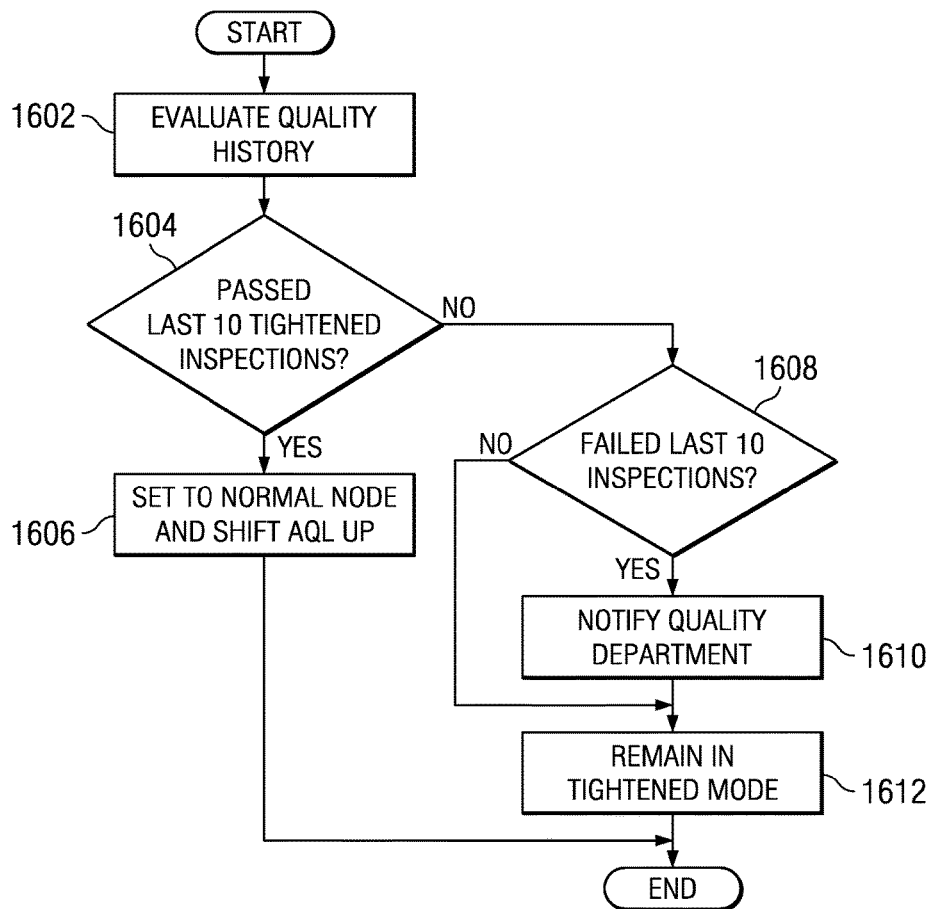 START
1602
EVALUATE QUALITY
HISTORY
1604
PASSED
LAST 10 TIGHTENED
INSPECTIONS?
NO
1608
FAILED LAST 10
INSPECTIONS?
NO
YES
1606
SET TO NORMAL NODE
AND SHIFT AQL UP
YES
NOTIFY QUALITY
DEPARTMENT
1610
REMAIN IN
TIGHTENED MODE
1612
END